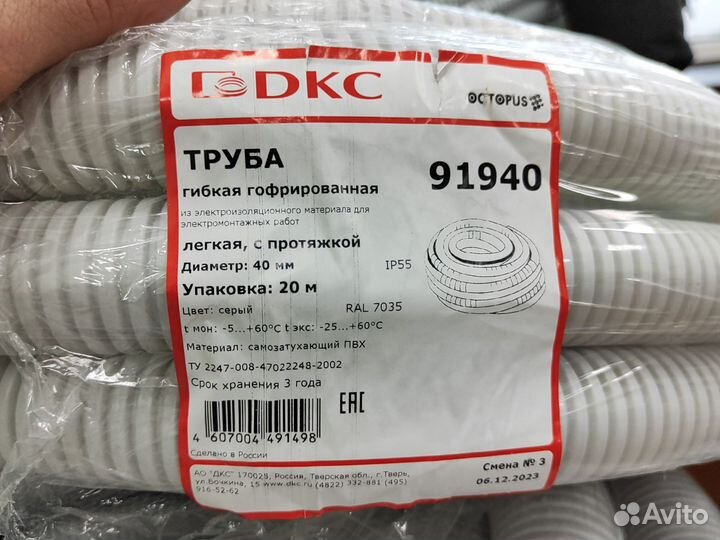 DKC
OCTOPUS
ТРУБА
91940
гибкая гофрированная
из электроизоляционного материала для
электромонтажных работ
легкая, с протяжкой
Диаметр: 40 мм
IP55
Упаковка: 20 м
Цвет: серый
RAL 7035
t мон: -5...+60°C t экс: -25...+60°C
Материал: самозатухающий ПВХ
ТУ 2247-008-47022248-2002
Срок хранения 3 года
EAC
4 607004 491498
Сделано в России
АО "ДКС" 170025, Россия, Тверская обл., г.Тверь,
ул.Бочкина, 15 www.dkc.ru (4822) 332-881 (495)
916-52-62
Смена № 3
06.12.2023
Avito